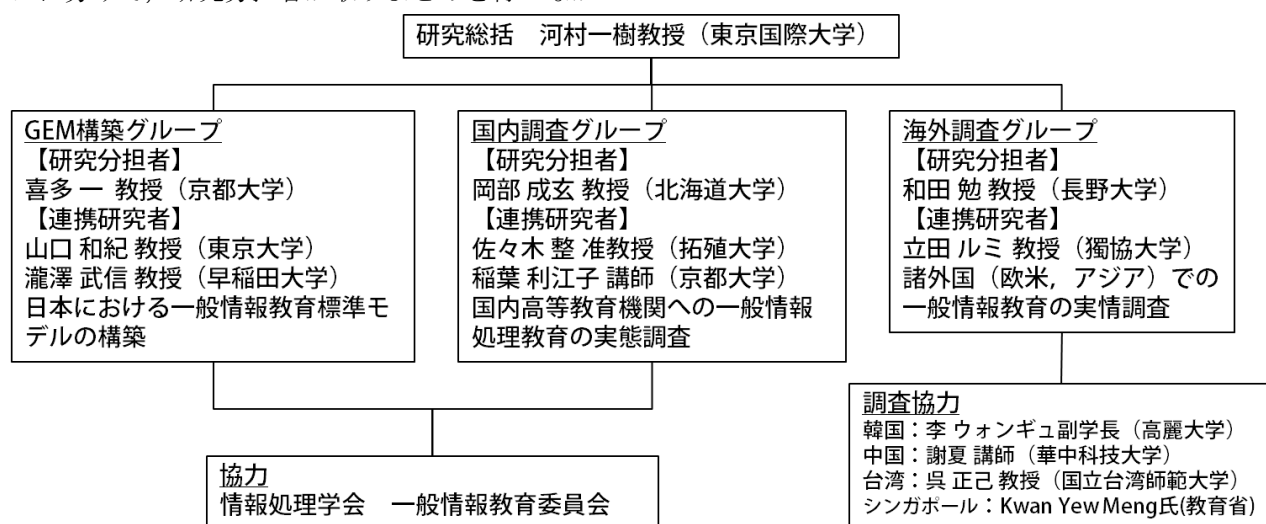 研究総括　河村一樹教授（東京国際大学）
GEM構築グループ
【研究分担者】
喜多 一 教授（京都大学）
【連携研究者】
山口 和紀 教授（東京大学）
瀧澤 武信 教授（早稲田大学）
日本における一般情報教育標準モ
デルの構築
国内調査グループ
【研究分担者】
岡部 成玄 教授（北海道大学）
【連携研究者】
佐々木 整 准教授（拓殖大学）
稲葉 利江子 講師（京都大学）
国内高等教育機関への一般情報
処理教育の実態調査
海外調査グループ
【研究分担者】
和田 勉 教授（長野大学）
【連携研究者】
立田 ルミ 教授（獨協大学）
諸外国（欧米，アジア）での
一般情報教育の実情調査
協力
情報処理学会　一般情報教育委員会
調査協力
韓国：李 ウォンギュ副学長（高麗大学）
中国：謝夏 講師（華中科技大学）
台湾：呉 正己 教授（国立台湾師範大学）
シンガポール：Kwan Yew Meng氏(教育省)